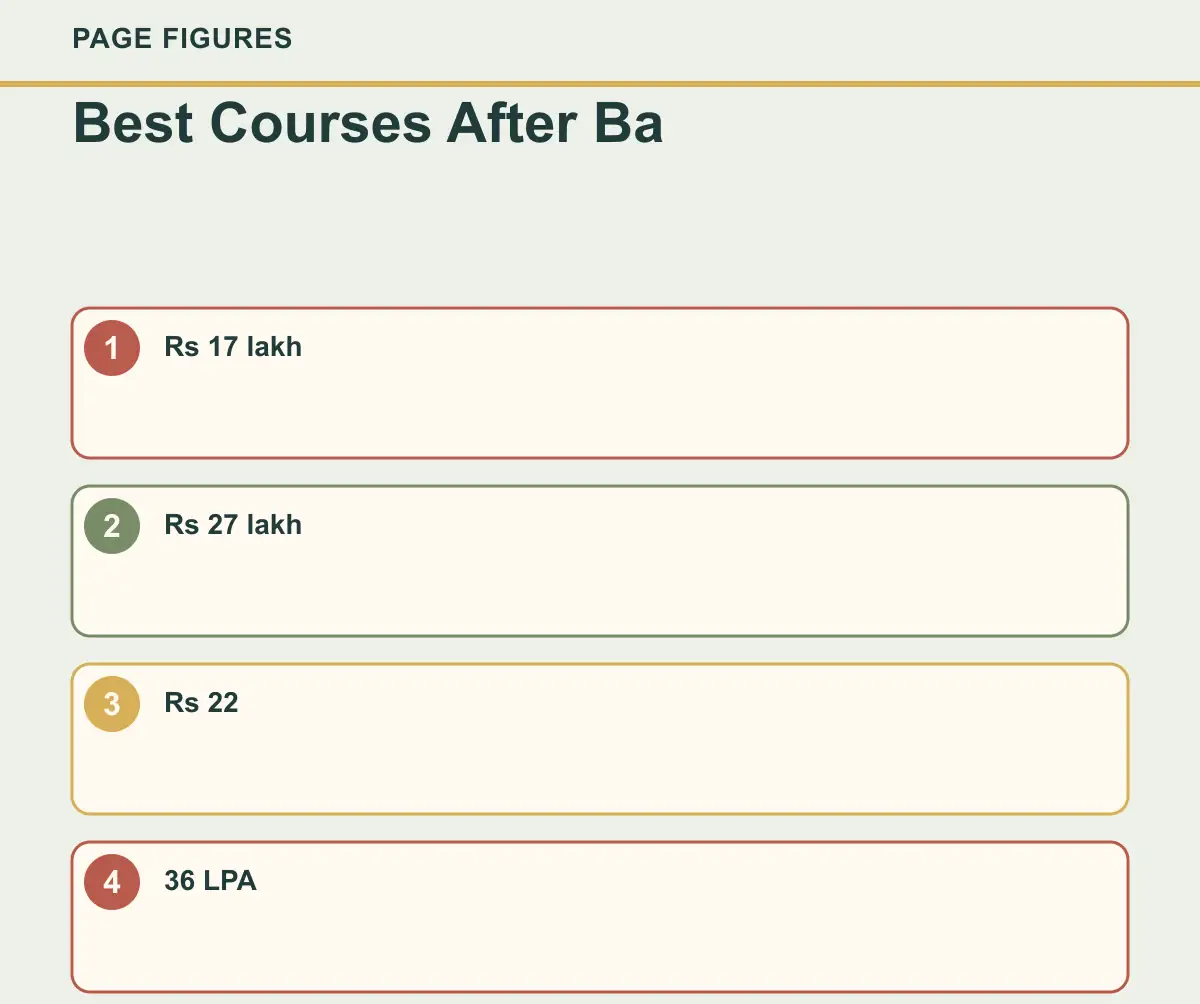 PAGE FIGURES
Best Courses After Ba
1 Rs 17 lakh
2 Rs 27 lakh
3 Rs 22
4 36 LPA